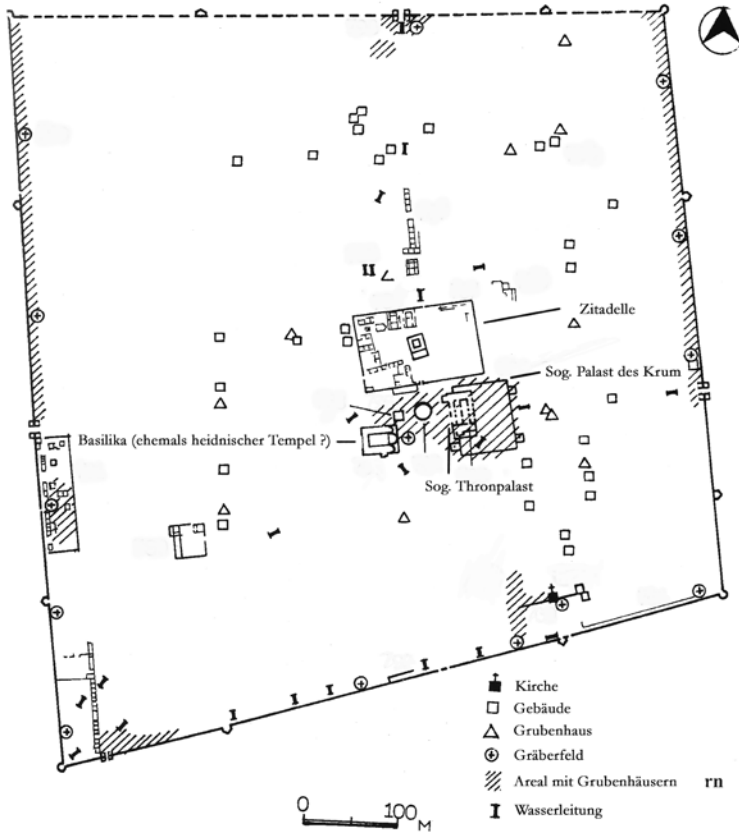 Zitadelle
Sog. Palast des Krum
Basilika (ehemals heidnischer Tempel ?)
Sog. Thronpalast
Kirche
Gebäude
Grubenhaus
Gräberfeld
Areal mit Grubenhäusern rn
Wasserleitung
0 100 M